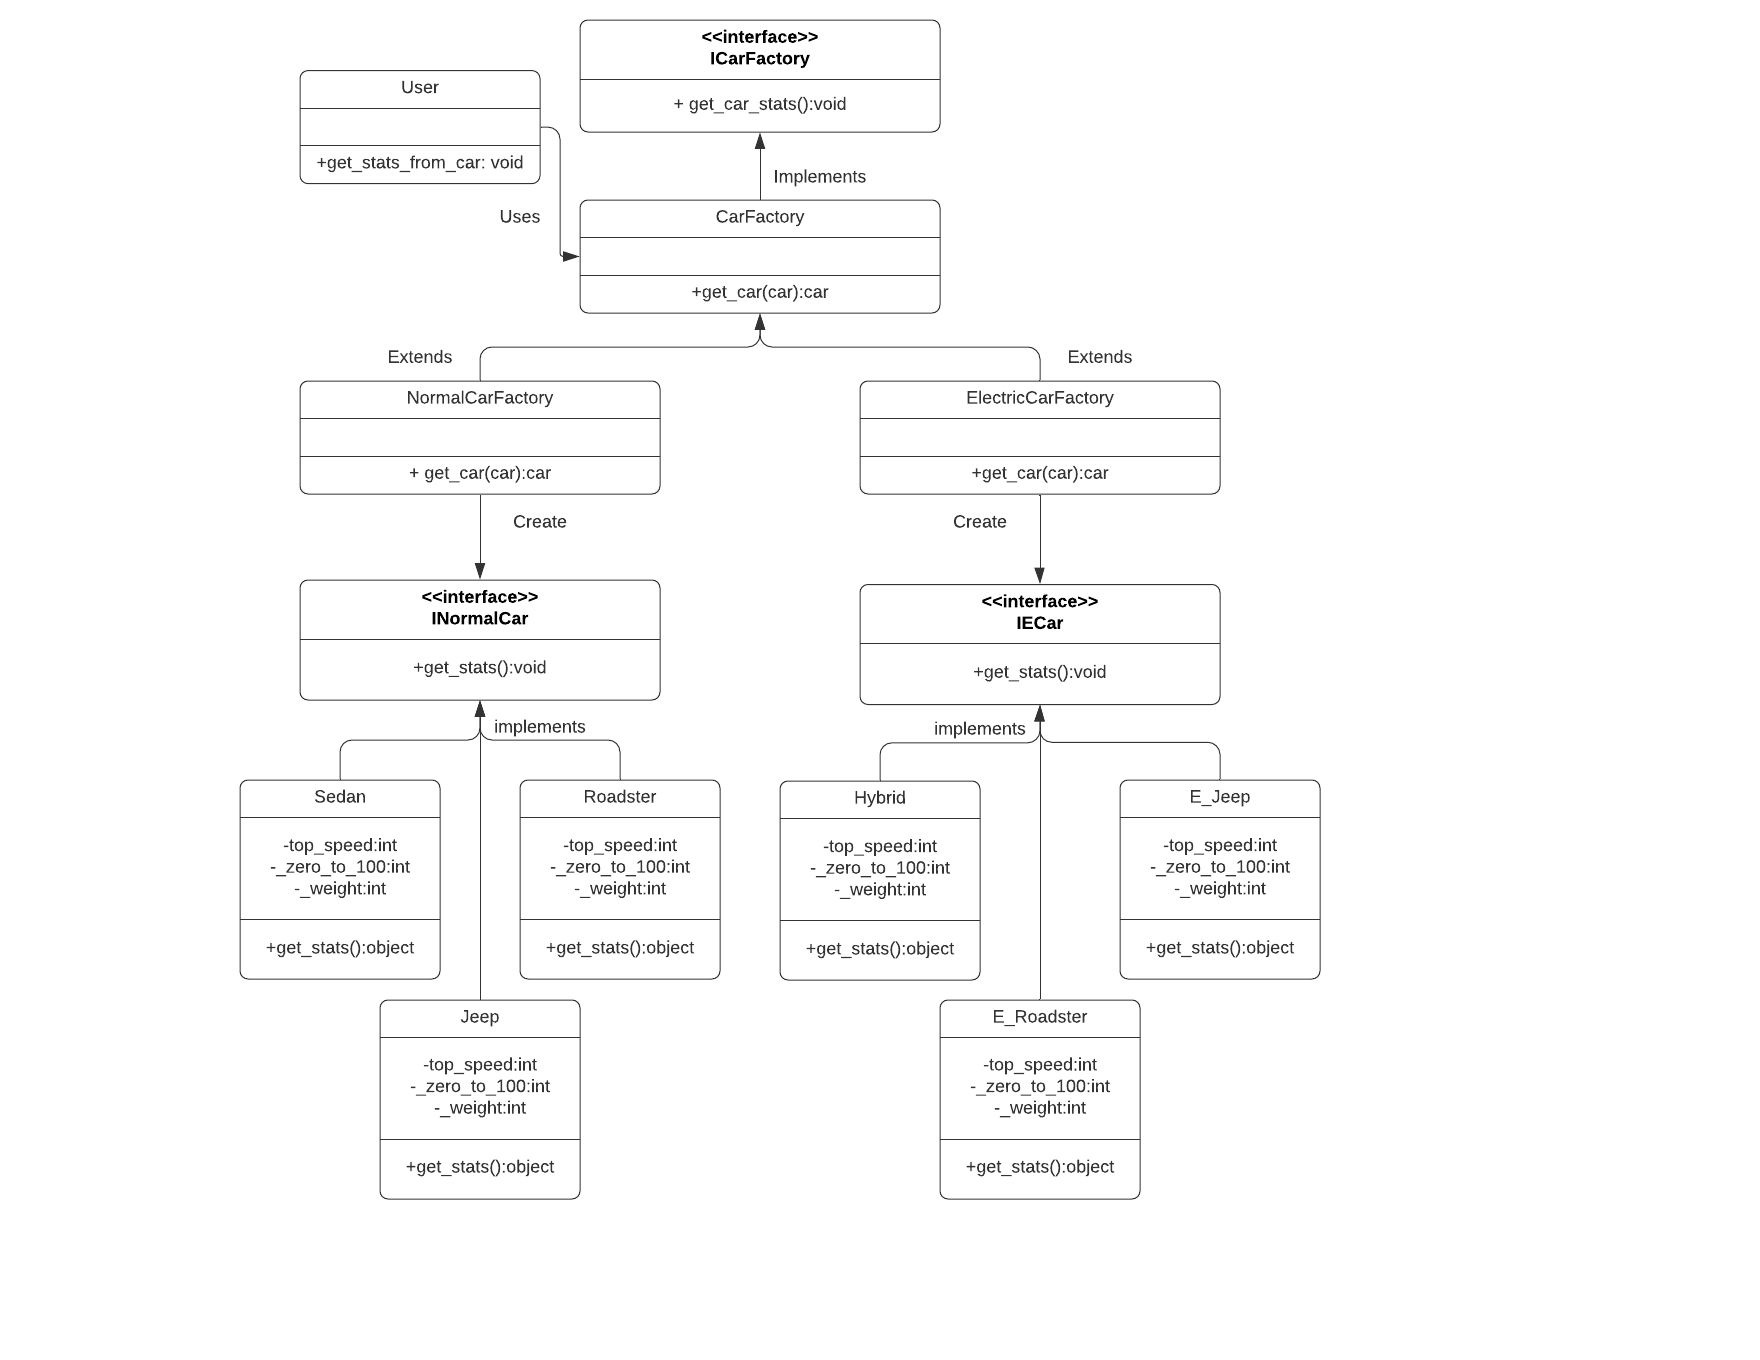 <<interface>>
ICarFactory
+ get_car_stats():void
User
+get_stats_from_car: void
Implements
Uses
CarFactory
+get_car(car):car
Extends
Extends
NormalCarFactory
+ get_car(car):car
ElectricCarFactory
+get_car(car):car
Create
Create
<<interface>>
INormalCar
+get_stats():void
<<interface>>
IECar
+get_stats():void
implements
implements
Sedan
-top_speed:int
-_zero_to_100:int
-_weight:int
+get_stats():object
Roadster
-top_speed:int
-_zero_to_100:int
-_weight:int
+get_stats():object
Hybrid
-top_speed:int
-_zero_to_100:int
-_weight:int
+get_stats():object
E_Jeep
-top_speed:int
-_zero_to_100:int
-_weight:int
+get_stats():object
Jeep
-top_speed:int
-_zero_to_100:int
-_weight:int
+get_stats():object
E_Roadster
-top_speed:int
-_zero_to_100:int
-_weight:int
+get_stats():object